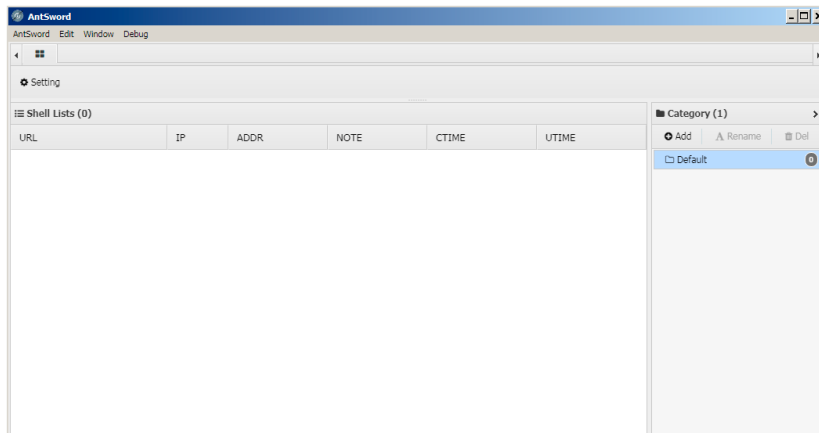 AntSword
AntSword Edit Window Debug
Setting
Shell Lists (0)
Category (1)
URL IP ADDR NOTE CTIME UTIME
Add Rename Del
Default 0